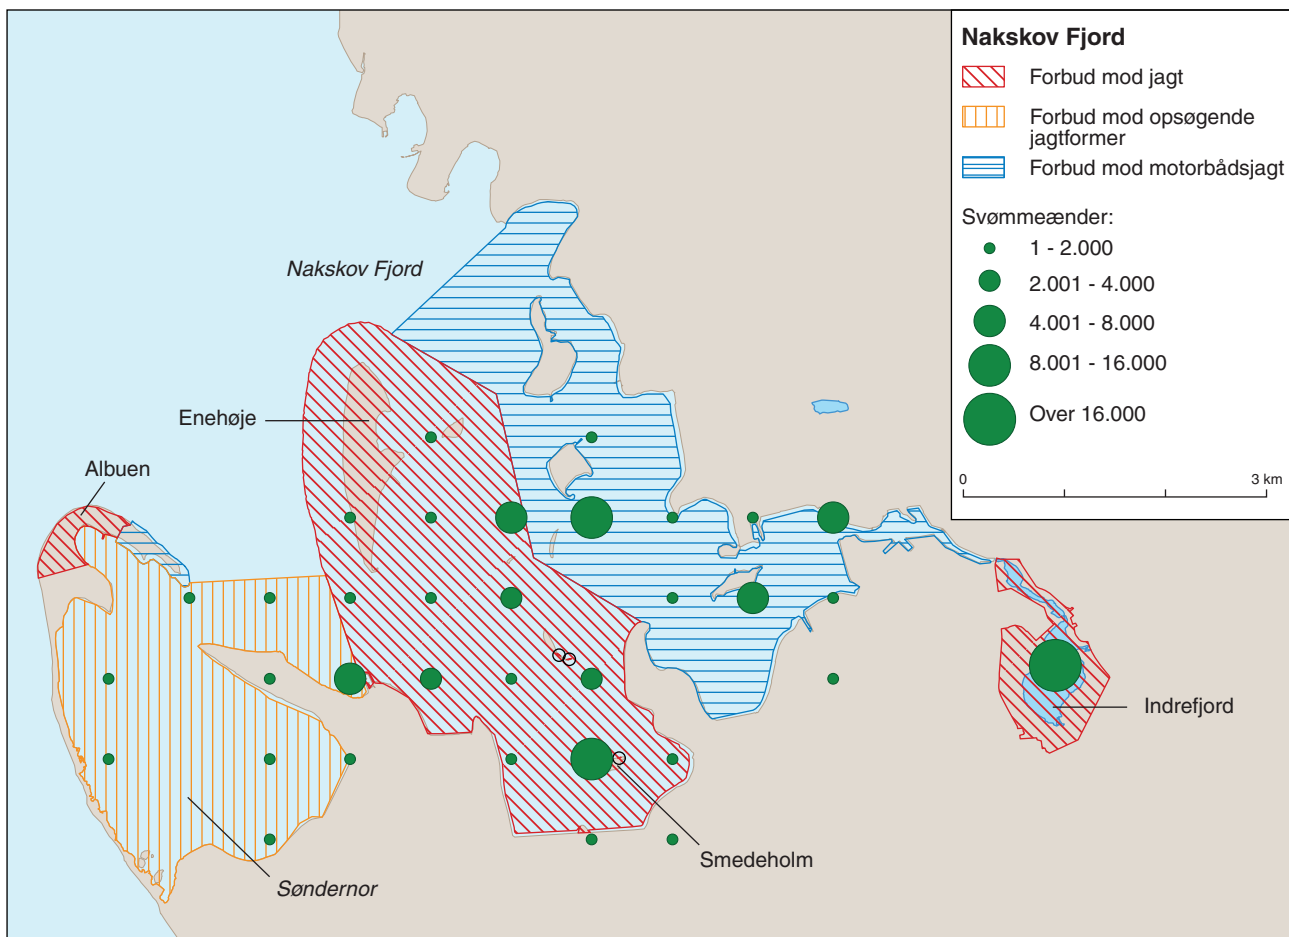 Nakskov Fjord
Forbud mod jagt
Forbud mod opsøgende
jagtformer
Forbud mod motorbådsjagt
Svømmeænder:
1 - 2.000
2.001 - 4.000
4.001 - 8.000
8.001 - 16.000
Over 16.000
0
3 km
Nakskov Fjord
Enehøje
Albuen
Indrefjord
Smedeholm
Søndernor